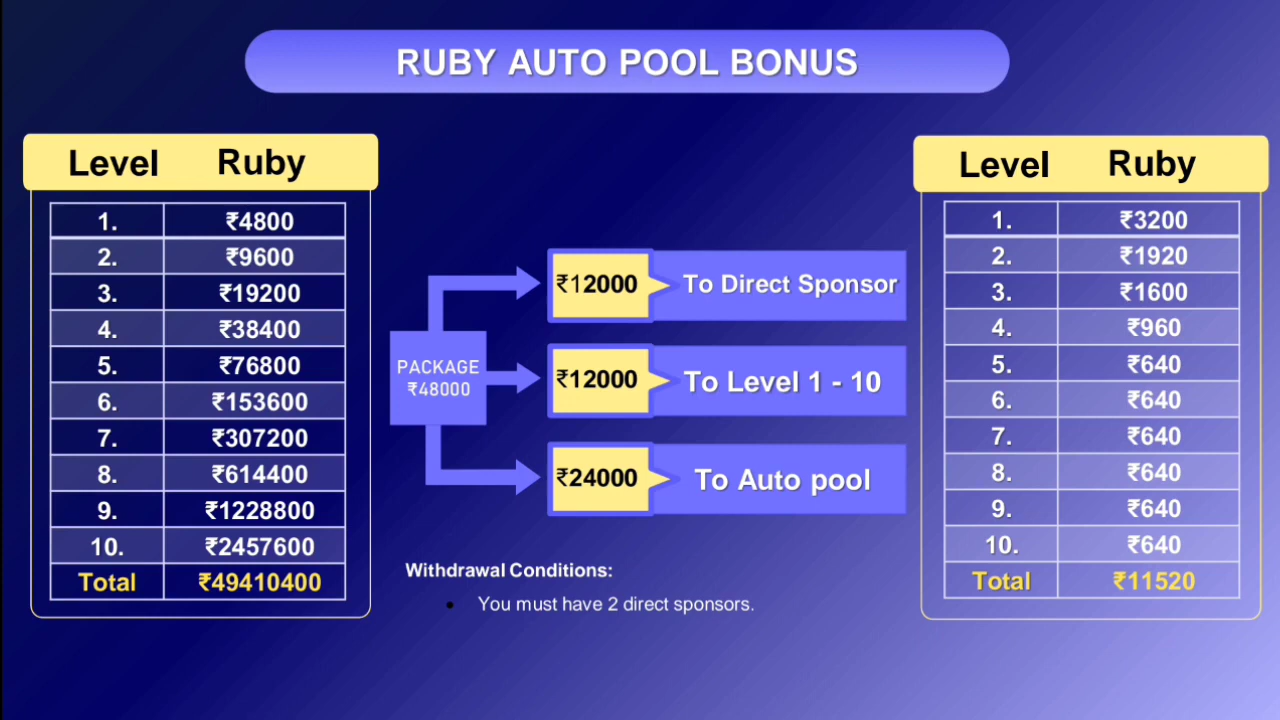 RUBY AUTO POOL BONUS
Level Ruby
1. ₹4800
2. ₹9600
3. ₹19200
4. ₹38400
5. ₹76800
6. ₹153600
7. ₹307200
8. ₹614400
9. ₹1228800
10. ₹2457600
Total ₹49410400
PACKAGE
₹48000
₹12000 To Direct Sponsor
₹12000 To Level 1 - 10
₹24000 To Auto pool
Withdrawal Conditions:
• You must have 2 direct sponsors.
Level Ruby
1. ₹3200
2. ₹1920
3. ₹1600
4. ₹960
5. ₹640
6. ₹640
7. ₹640
8. ₹640
9. ₹640
10. ₹640
Total ₹11520